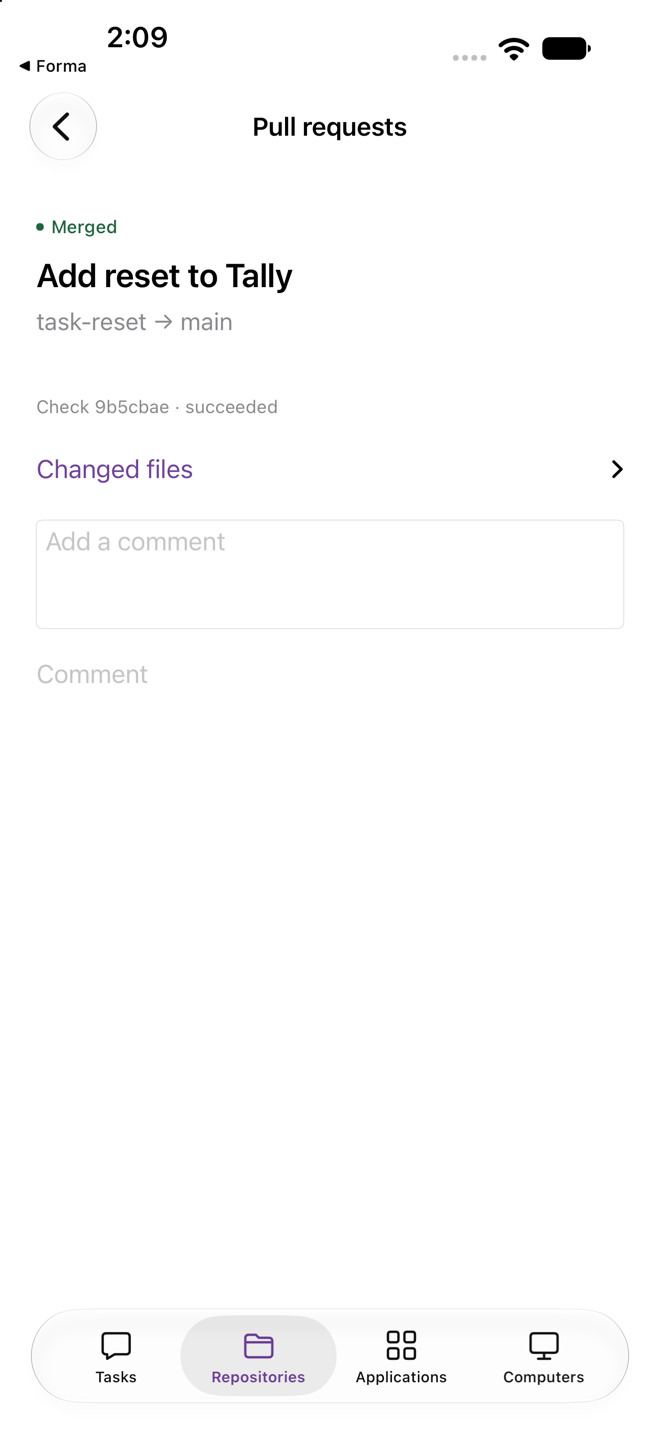 2:09
◀ Forma
Pull requests
• Merged
Add reset to Tally
task-reset → main
Check 9b5cbae · succeeded
Changed files
Add a comment
Comment
Tasks
Repositories
Applications
Computers